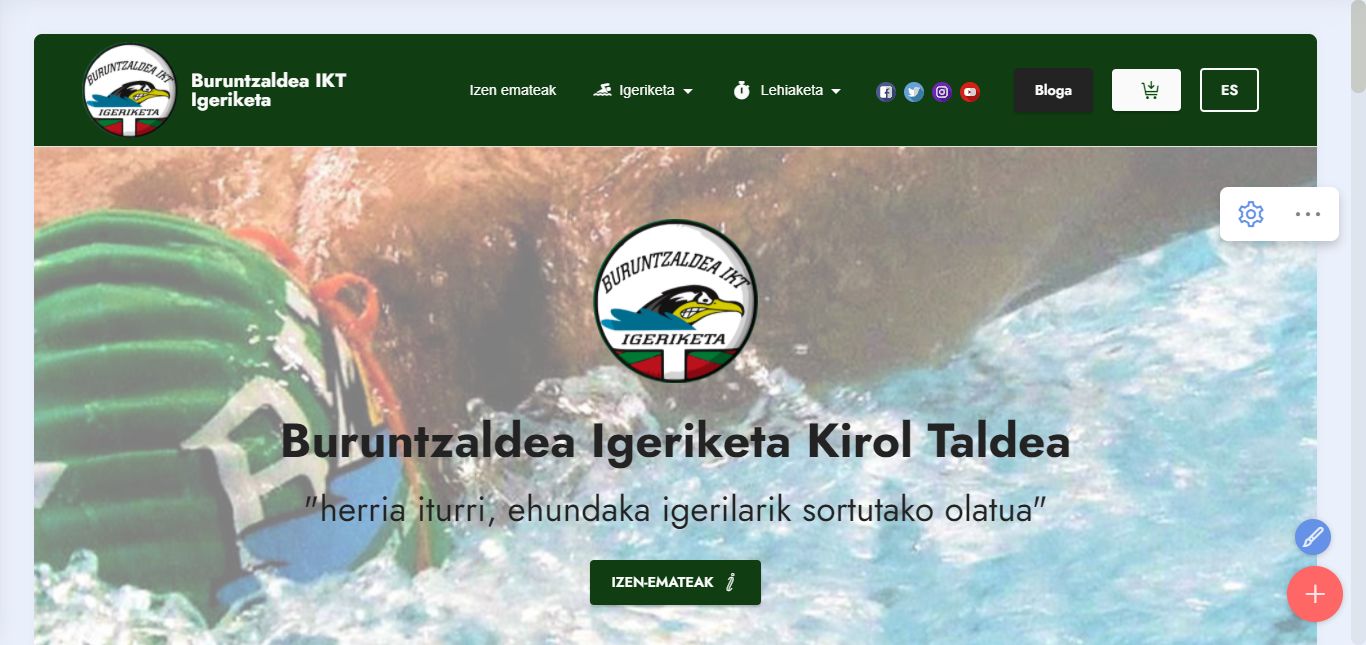 BURUNTZALDEA IKT
IGERIKETA
Buruntzaldea IKT
Igeriketa
Izen emateak
Igeriketa
Lehiaketa
Bloga
ES
BURUNTZALDEA IKT
IGERIKETA
Buruntzaldea Igeriketa Kirol Taldea
"herria iturri, ehundaka igerilarik sortutako olatua"
IZEN-EMATEAK